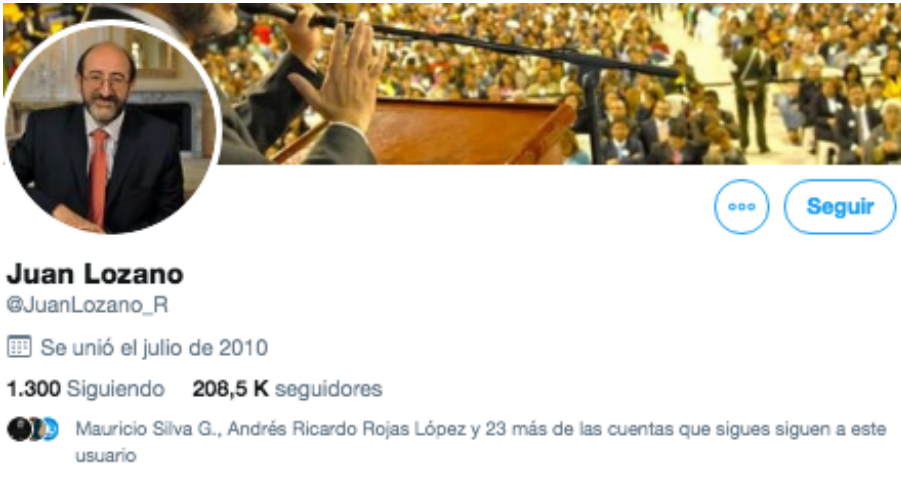 Seguir
Juan Lozano
@JuanLozano_R
Se unió el julio de 2010
1.300 Siguiendo 208,5 K seguidores
Mauricio Silva G., Andrés Ricardo Rojas López y 23 más de las cuentas que sigues siguen a este
usuario